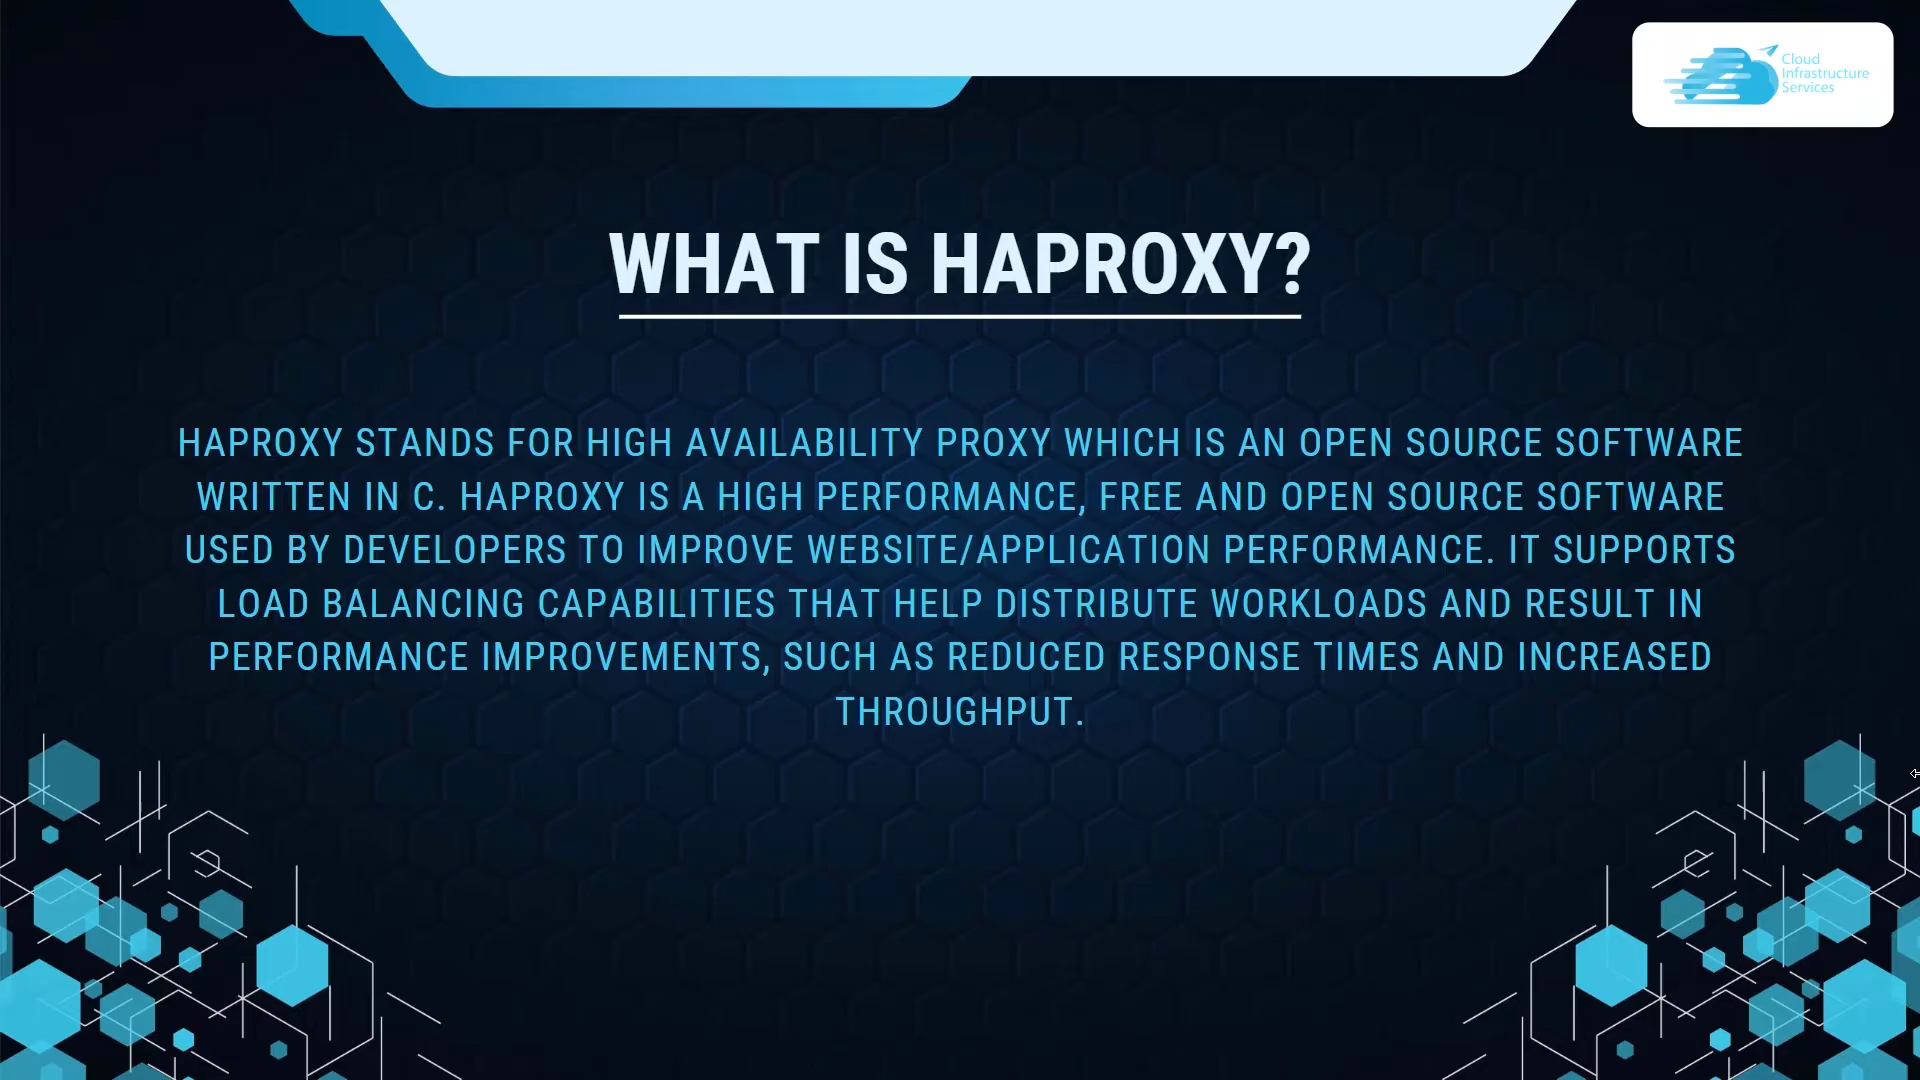 Cloud
Infrastructure
Services
WHAT IS HAPROXY?
HAPROXY STANDS FOR HIGH AVAILABILITY PROXY WHICH IS AN OPEN SOURCE SOFTWARE
WRITTEN IN C. HAPROXY IS A HIGH PERFORMANCE, FREE AND OPEN SOURCE SOFTWARE
USED BY DEVELOPERS TO IMPROVE WEBSITE/APPLICATION PERFORMANCE. IT SUPPORTS
LOAD BALANCING CAPABILITIES THAT HELP DISTRIBUTE WORKLOADS AND RESULT IN
PERFORMANCE IMPROVEMENTS, SUCH AS REDUCED RESPONSE TIMES AND INCREASED
THROUGHPUT.